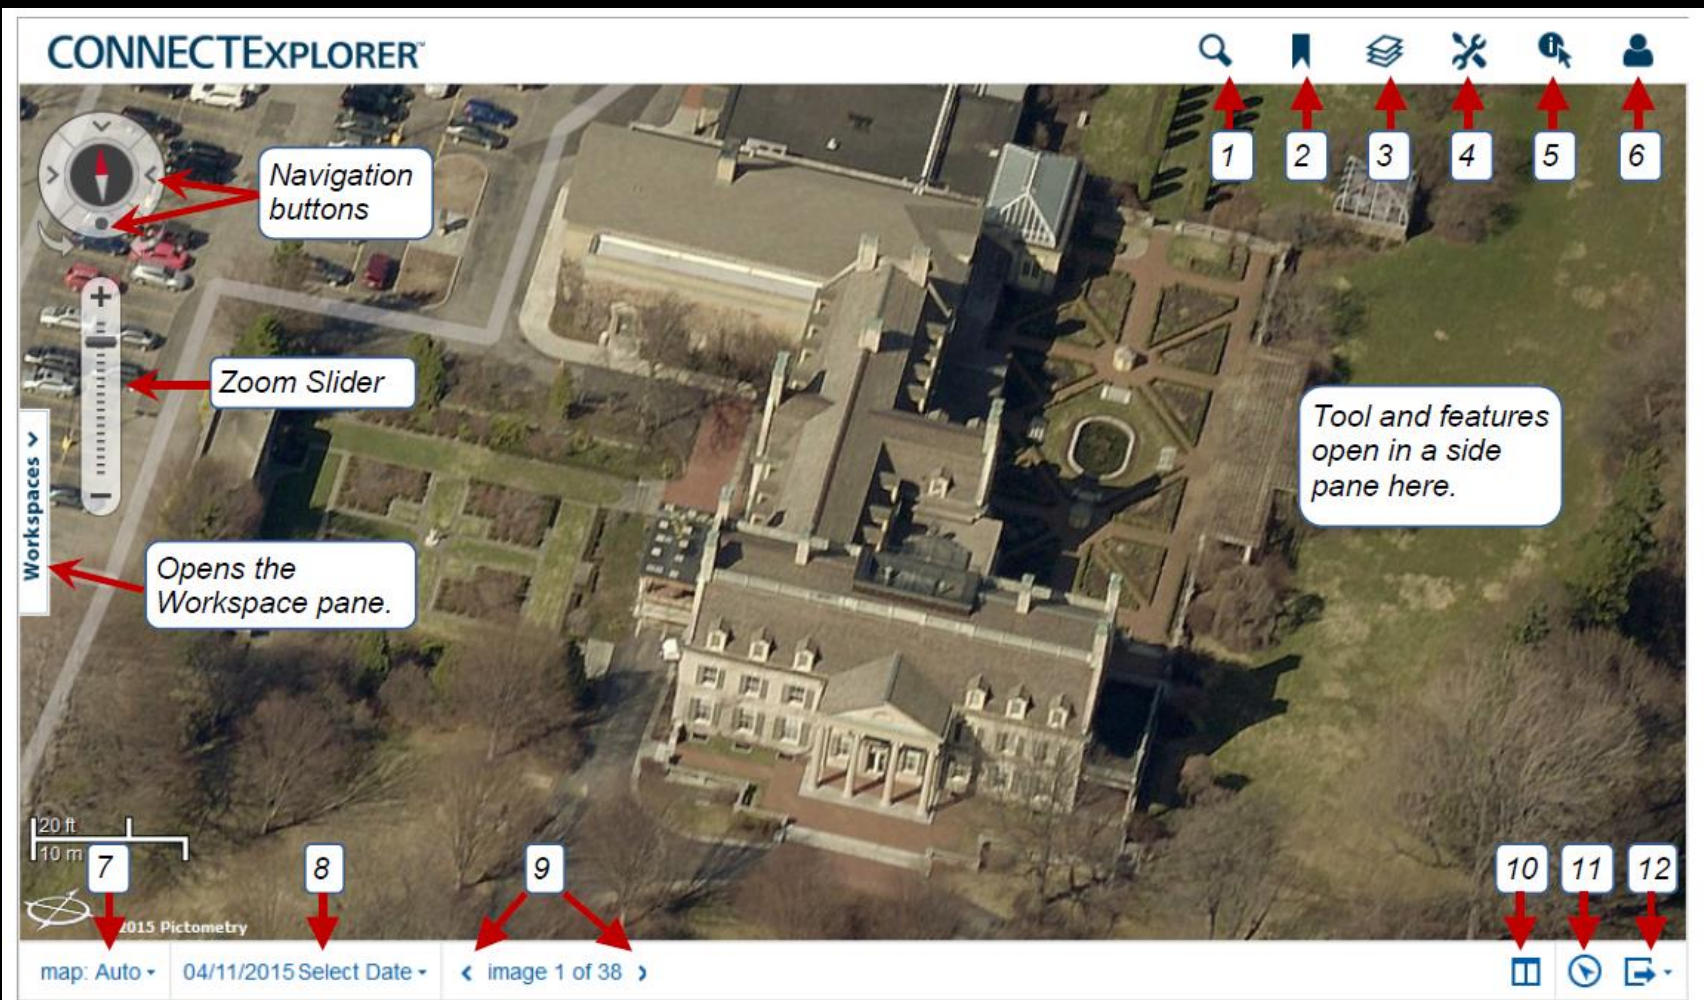 CONNECTEXPLORER™
1
2
3
4
5
6
Navigation
buttons
Zoom Slider
Tool and features
open in a side
pane here.
Workspaces
Opens the
Workspace pane.
20 ft
10 m
7
8
9
10
11
12
2015 Pictometry
map: Auto
04/11/2015 Select Date
image 1 of 38